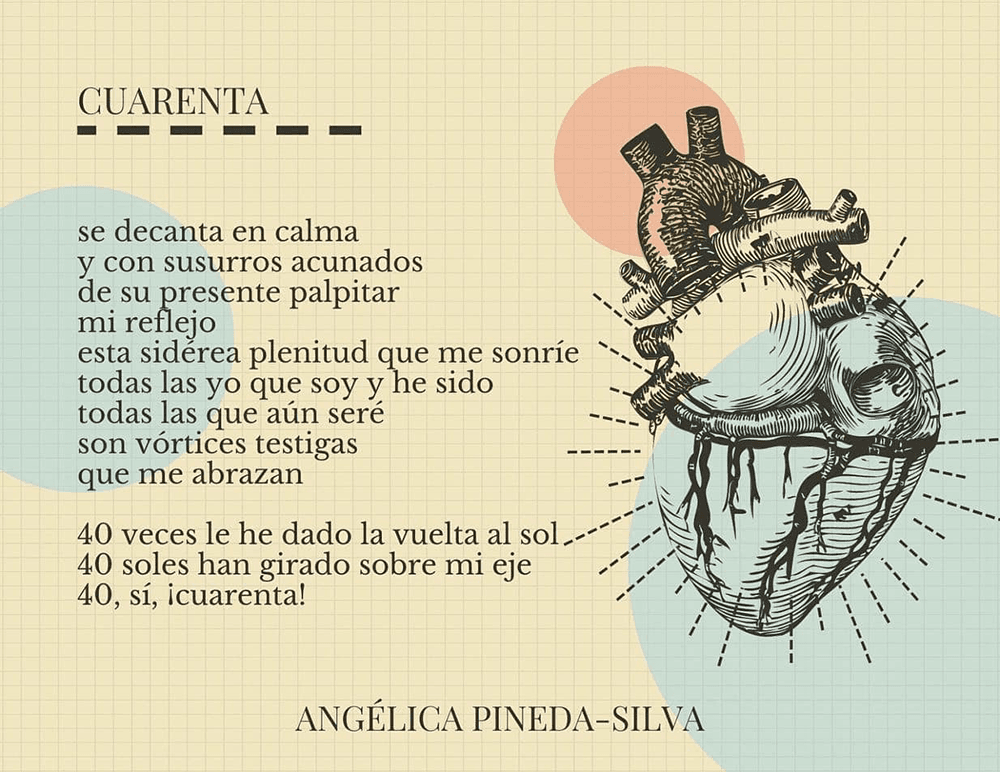 CUARENTA
se decanta en calma
y con susurros acunados
de su presente palpitar
mi reflejo
esta sidérea plenitud que me sonríe
todas las yo que soy y he sido
todas las que aún seré
son vórtices testigas
que me abrazan
40 veces le he dado la vuelta al sol
40 soles han girado sobre mi eje
40, sí, ¡cuarenta!
ANGÉLICA PINEDA-SILVA